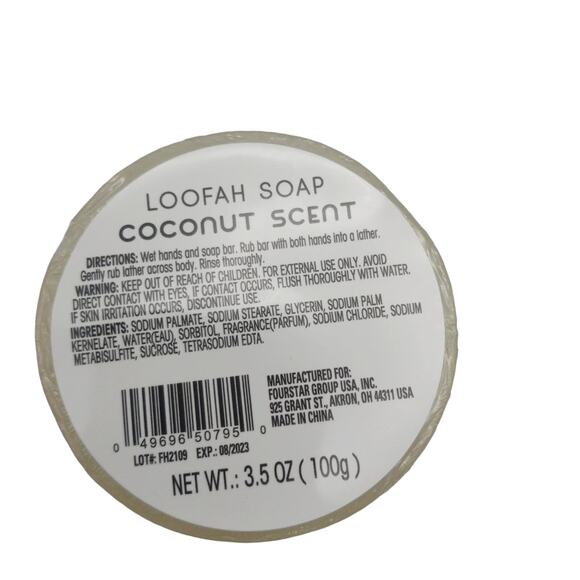 LOOFAH SOAP
COCONUT SCENT
DIRECTIONS: Wet hands and soap bar. Rub bar with both hands into a lather.
Gently rub lather across body. Rinse thoroughly.
WARNING: KEEP OUT OF REACH OF CHILDREN. FOR EXTERNAL USE ONLY. AVOID
DIRECT CONTACT WITH EYES, IF CONTACT OCCURS, FLUSH THOROUGHLY WITH WATER.
IF SKIN IRRITATION OCCURS, DISCONTINUE USE.
INGREDIENTS: SODIUM PALMATE, SODIUM STEARATE, GLYCERIN, SODIUM PALM
KERNELATE, WATER(EAU), SORBITOL, FRAGRANCE(PARFUM), SODIUM CHLORIDE, SODIUM
METABISULFITE, SUCROSE, TETRASODIUM EDTA.
MANUFACTURED FOR:
FOURSTAR GROUP USA, INC.
925 GRANT ST., AKRON, OH 44311 USA
MADE IN CHINA
0 49696 50795 0
LOT#: FH2109 EXP.: 08/2023
NET WT.: 3.5 OZ ( 100g )